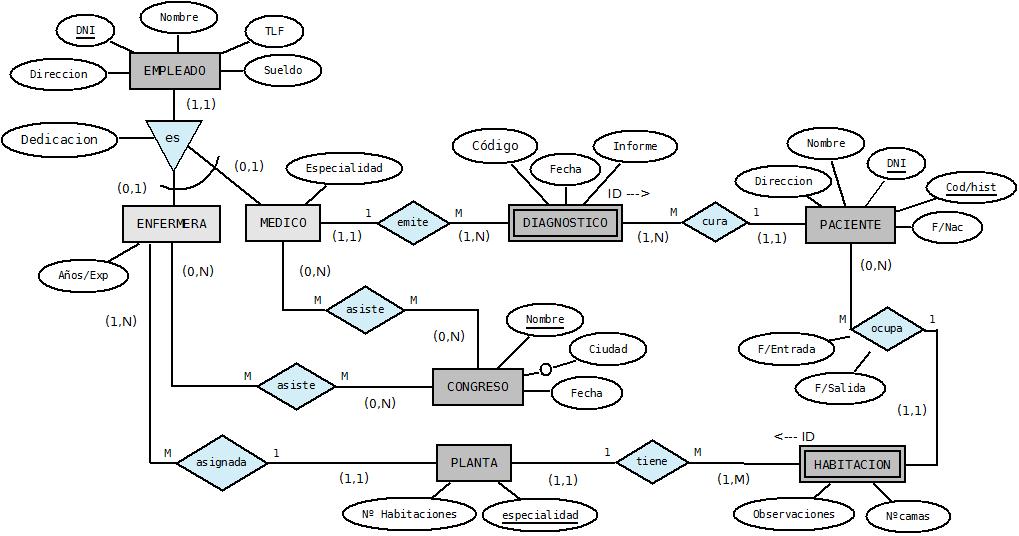 Nombre
DNI
TLF
Direccion
EMPLEADO
Sueldo
(1,1)
Dedicacion
es
(0,1)
(0,1)
Especialidad
Código
Fecha
Informe
ID --->
Nombre
DNI
Direccion
Cod/hist
ENFERMERA
MEDICO
1
emite
M
DIAGNOSTICO
M
cura
1
PACIENTE
F/Nac
(1,1)
(1,N)
(1,N)
(1,1)
Años/Exp
(0,N)
(0,N)
(0,N)
(1,N)
M
asiste
M
Nombre
M
ocupa
1
(0,N)
Ciudad
F/Entrada
M
asiste
M
CONGRESO
Fecha
F/Salida
(0,N)
(1,1)
<--- ID
M
asignada
1
PLANTA
1
tiene
M
HABITACION
(1,1)
(1,1)
(1,M)
Nº Habitaciones
especialidad
Observaciones
Nºcamas